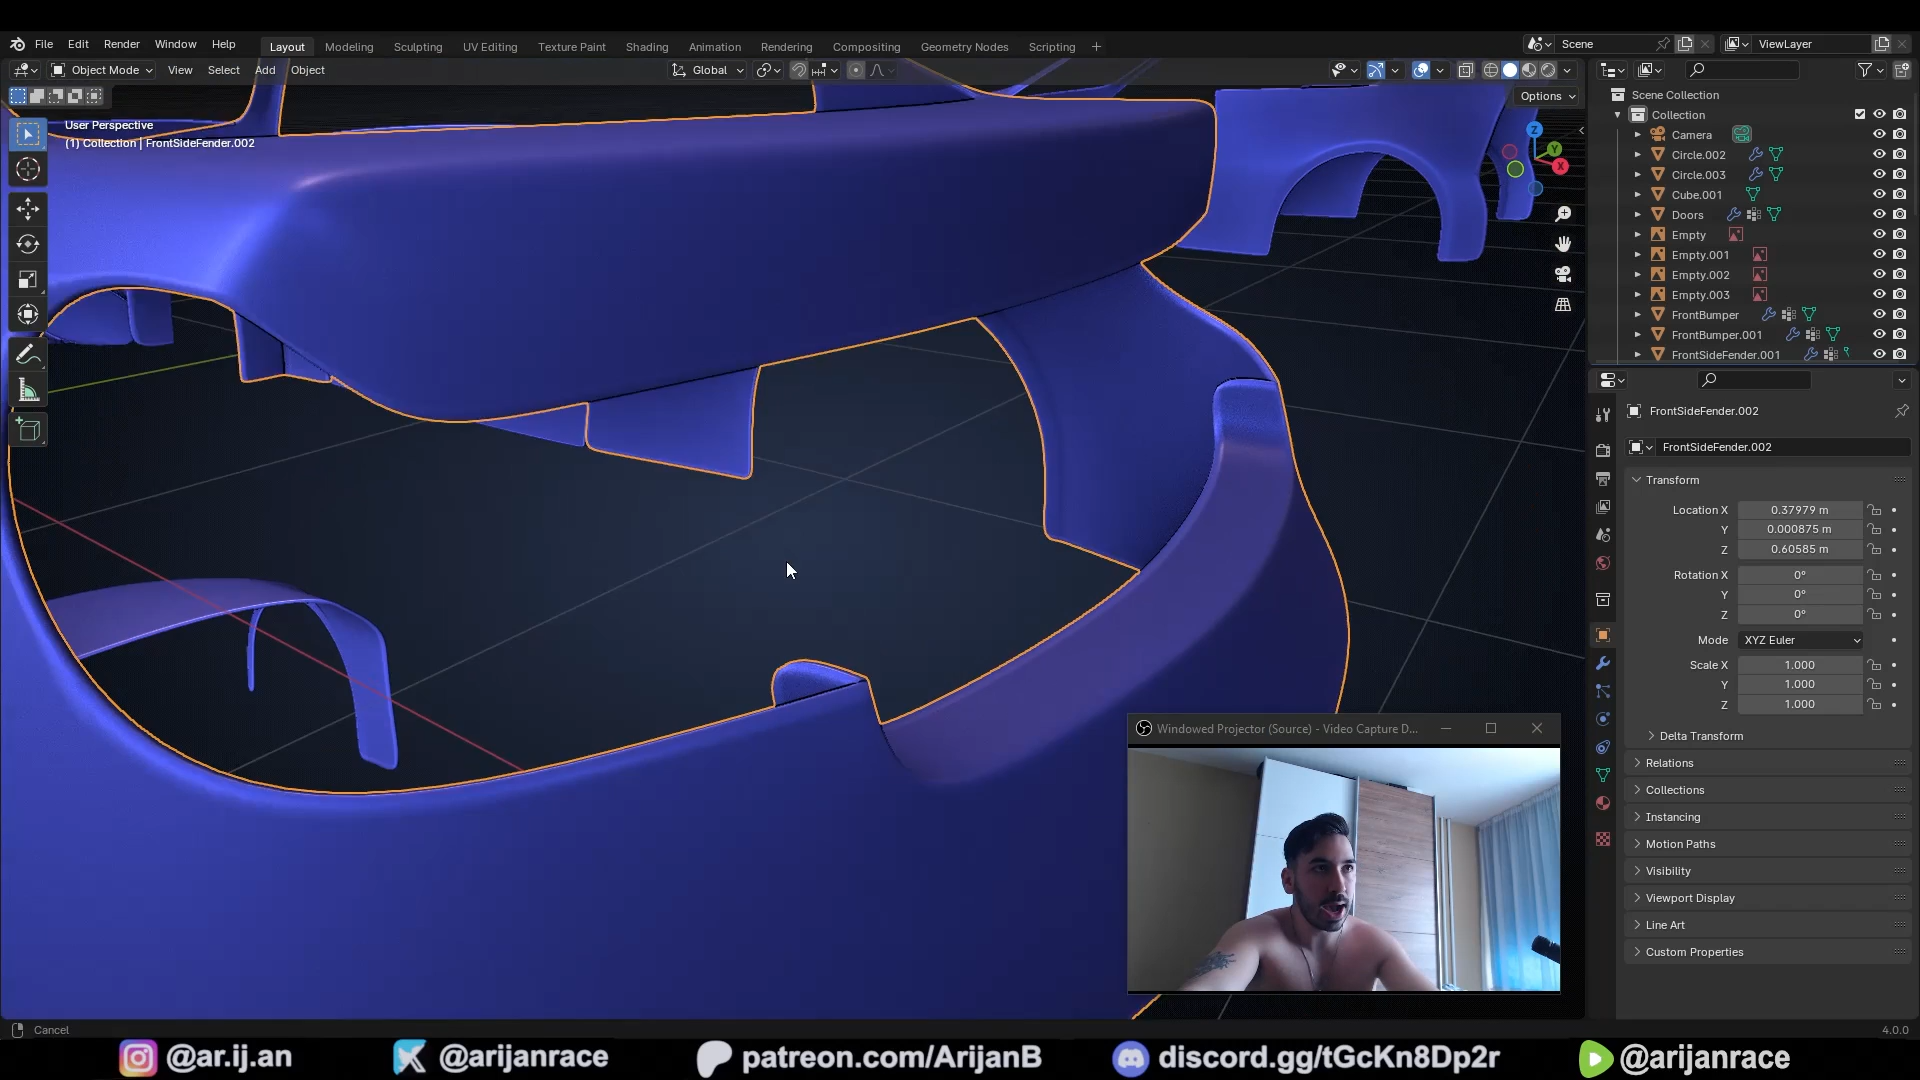 File Edit Render Window Help Layout Modeling Sculpting UV Editing Texture Paint Shading Animation Rendering Compositing Geometry Nodes Scripting + Scene ViewLayer
Object Mode View Select Add Object Global
Options
User Perspective
(1) Collection | FrontSideFender.002
Z
Y
X
Scene Collection
Collection
Camera
Circle.002
Circle.003
Cube.001
Doors
Empty
Empty.001
Empty.002
Empty.003
FrontBumper
FrontBumper.001
FrontSideFender.001
FrontSideFender.002
FrontSideFender.002
Transform
Location X 0.37979 m
Y 0.000875 m
Z 0.60585 m
Rotation X 0°
Y 0°
Z 0°
Mode XYZ Euler
Scale X 1.000
Y 1.000
Z 1.000
Delta Transform
Relations
Collections
Instancing
Motion Paths
Visibility
Viewport Display
Line Art
Custom Properties
Windowed Projector (Source) - Video Capture D...
Cancel
4.0.0
@ar.ij.an @arijanrace patreon.com/ArijanB discord.gg/tGcKn8Dp2r @arijanrace